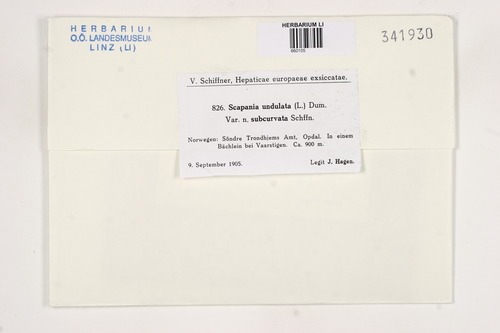 HERBARIUM
O.Ö. LANDESMUSEUM
LINZ (LI)
HERBARIUM LI
341930
V. Schiffner, Hepaticae europaeae exsiccatae.
826. Scapania undulata (L.) Dum.
Var. n. subcurvata Schffn.
Norwegen: Söndre Trondhjems Amt, Opdal. In einem
Bächlein bei Vaarstigen. Ca. 900 m.
9. September 1905. Legit J. Hagen.